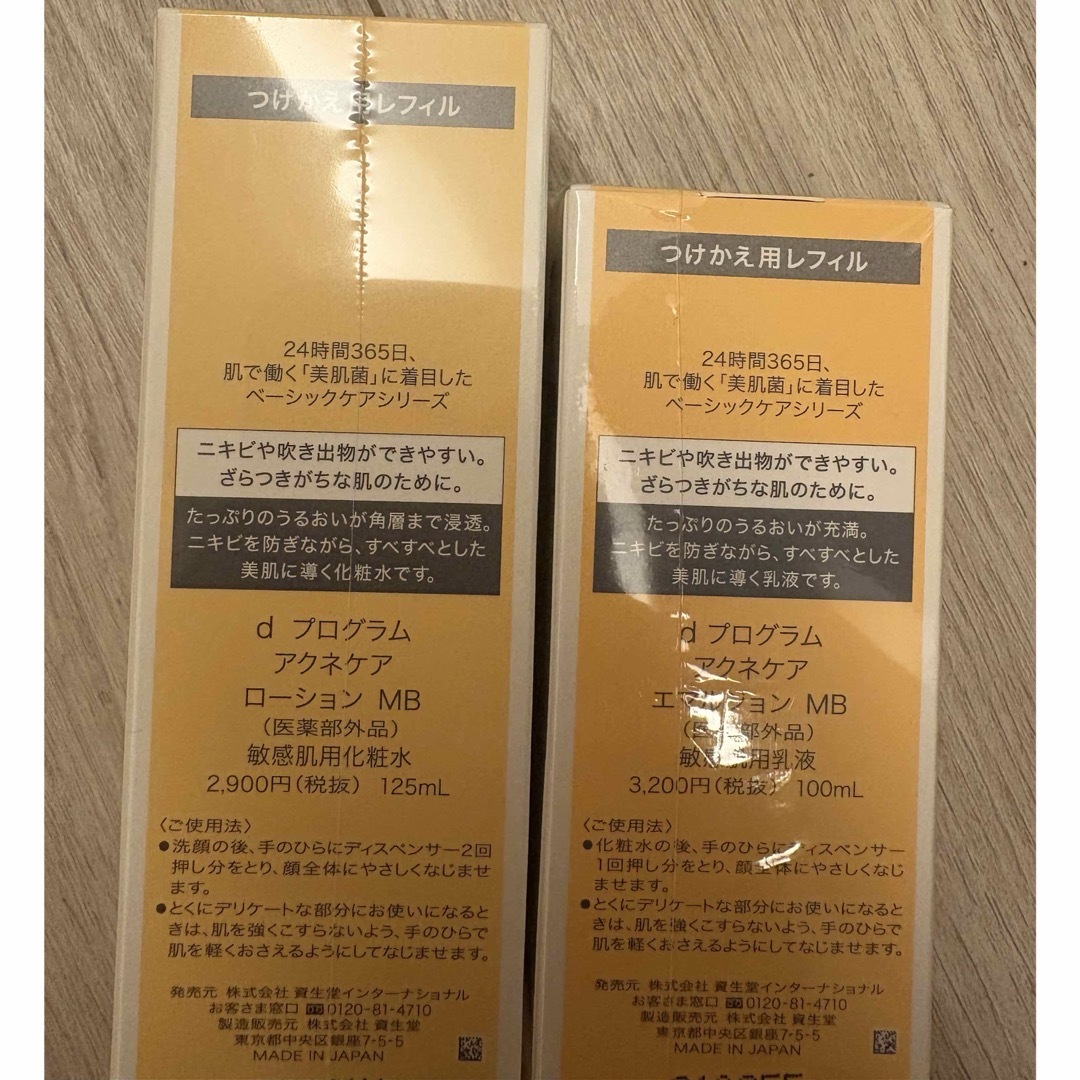 つけかえ用レフィル
24時間365日、
肌で働く「美肌菌」に着目した
ベーシックケアシリーズ
ニキビや吹き出物ができやすい。
ざらつきがちな肌のために。
たっぷりのうるおいが角層まで浸透。
ニキビを防ぎながら、すべすべとした
美肌に導く化粧水です。
d プログラム
アクネケア
ローション MB
（医薬部外品）
敏感肌用化粧水
2,900円（税抜） 125mL
〈ご使用法〉
●洗顔の後、手のひらにディスペンサー2回
押し分をとり、顔全体にやさしくなじませ
ます。
●とくにデリケートな部分にお使いになると
きは、肌を強くこすらないよう、手のひらで
肌を軽くおさえるようにしてなじませます。
発売元 株式会社 資生堂インターナショナル
お客さま窓口 0120-81-4710
製造販売元 株式会社 資生堂
東京都中央区銀座7-5-5
MADE IN JAPAN
つけかえ用レフィル
24時間365日、
肌で働く「美肌菌」に着目した
ベーシックケアシリーズ
ニキビや吹き出物ができやすい。
ざらつきがちな肌のために。
たっぷりのうるおいが充満。
ニキビを防ぎながら、すべすべとした
美肌に導く乳液です。
d プログラム
アクネケア
エマルジョン MB
（医薬部外品）
敏感肌用乳液
3,200円（税抜） 100mL
〈ご使用法〉
●化粧水の後、手のひらにディスペンサー
1回押し分をとり、顔全体にやさしくなじ
ませます。
●とくにデリケートな部分にお使いになると
きは、肌を強くこすらないよう、手のひらで
肌を軽くおさえるようにしてなじませます。
発売元 株式会社 資生堂インターナショナル
お客さま窓口 0120-81-4710
製造販売元 株式会社 資生堂
東京都中央区銀座7-5-5
MADE IN JAPAN